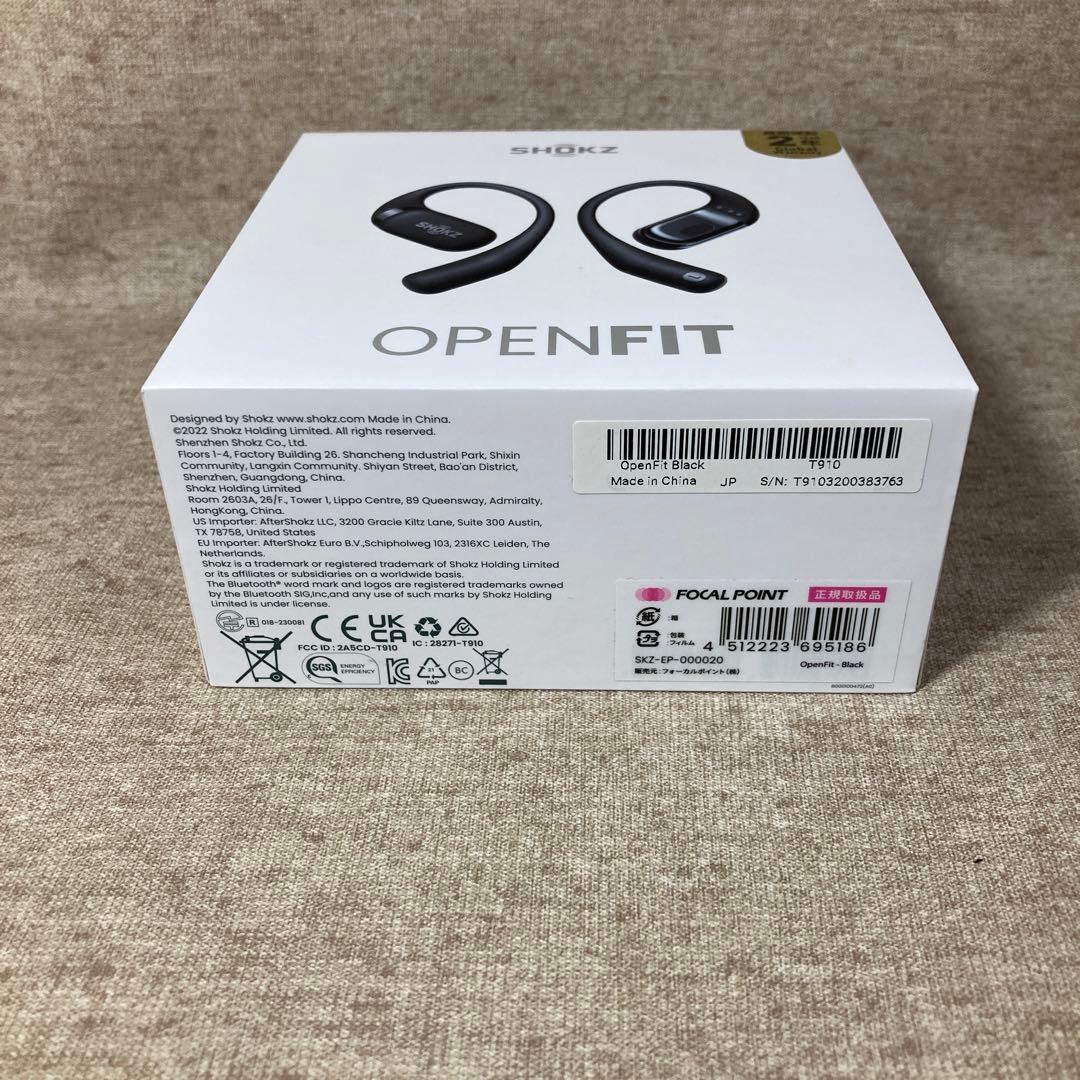 SHOKZ
2年
Global
SHOKZ
OPENFIT
Designed by Shokz www.shokz.com Made in China.
©2022 Shokz Holding Limited. All rights reserved.
Shenzhen Shokz Co., Ltd.
Floors 1-4, Factory Building 26. Shancheng Industrial Park, Shixin
Community, Langxin Community. Shiyan Street, Bao'an District,
Shenzhen, Guangdong, China.
Shokz Holding Limited
Room 2603A, 26/F., Tower 1, Lippo Centre, 89 Queensway, Admiralty,
HongKong, China.
US Importer: AfterShokz LLC, 3200 Gracie Kiltz Lane, Suite 300 Austin,
TX 78758, United States
EU Importer: AfterShokz Euro B.V.,Schipholweg 103, 2316XC Leiden, The
Netherlands.
Shokz is a trademark or registered trademark of Shokz Holding Limited
or its affiliates or subsidiaries on a worldwide basis.
The Bluetooth® word mark and logos are registered trademarks owned
by the Bluetooth SIG,Inc,and any use of such marks by Shokz Holding
Limited is under license.
R 018-230081
CE
UK
CA
FCC ID : 2A5CD-T910
IC : 28271-T910
SGS
ENERGY
EFFICIENCY
21
PAP
BC
OpenFit Black T910
Made in China JP S/N: T9103200383763
FOCAL POINT 正規取扱品
紙 :箱
プラ :包装
:フィルム
4 512223 695186
SKZ-EP-000020 OpenFit - Black
販売元 : フォーカルポイント(株)
800100472(A0)